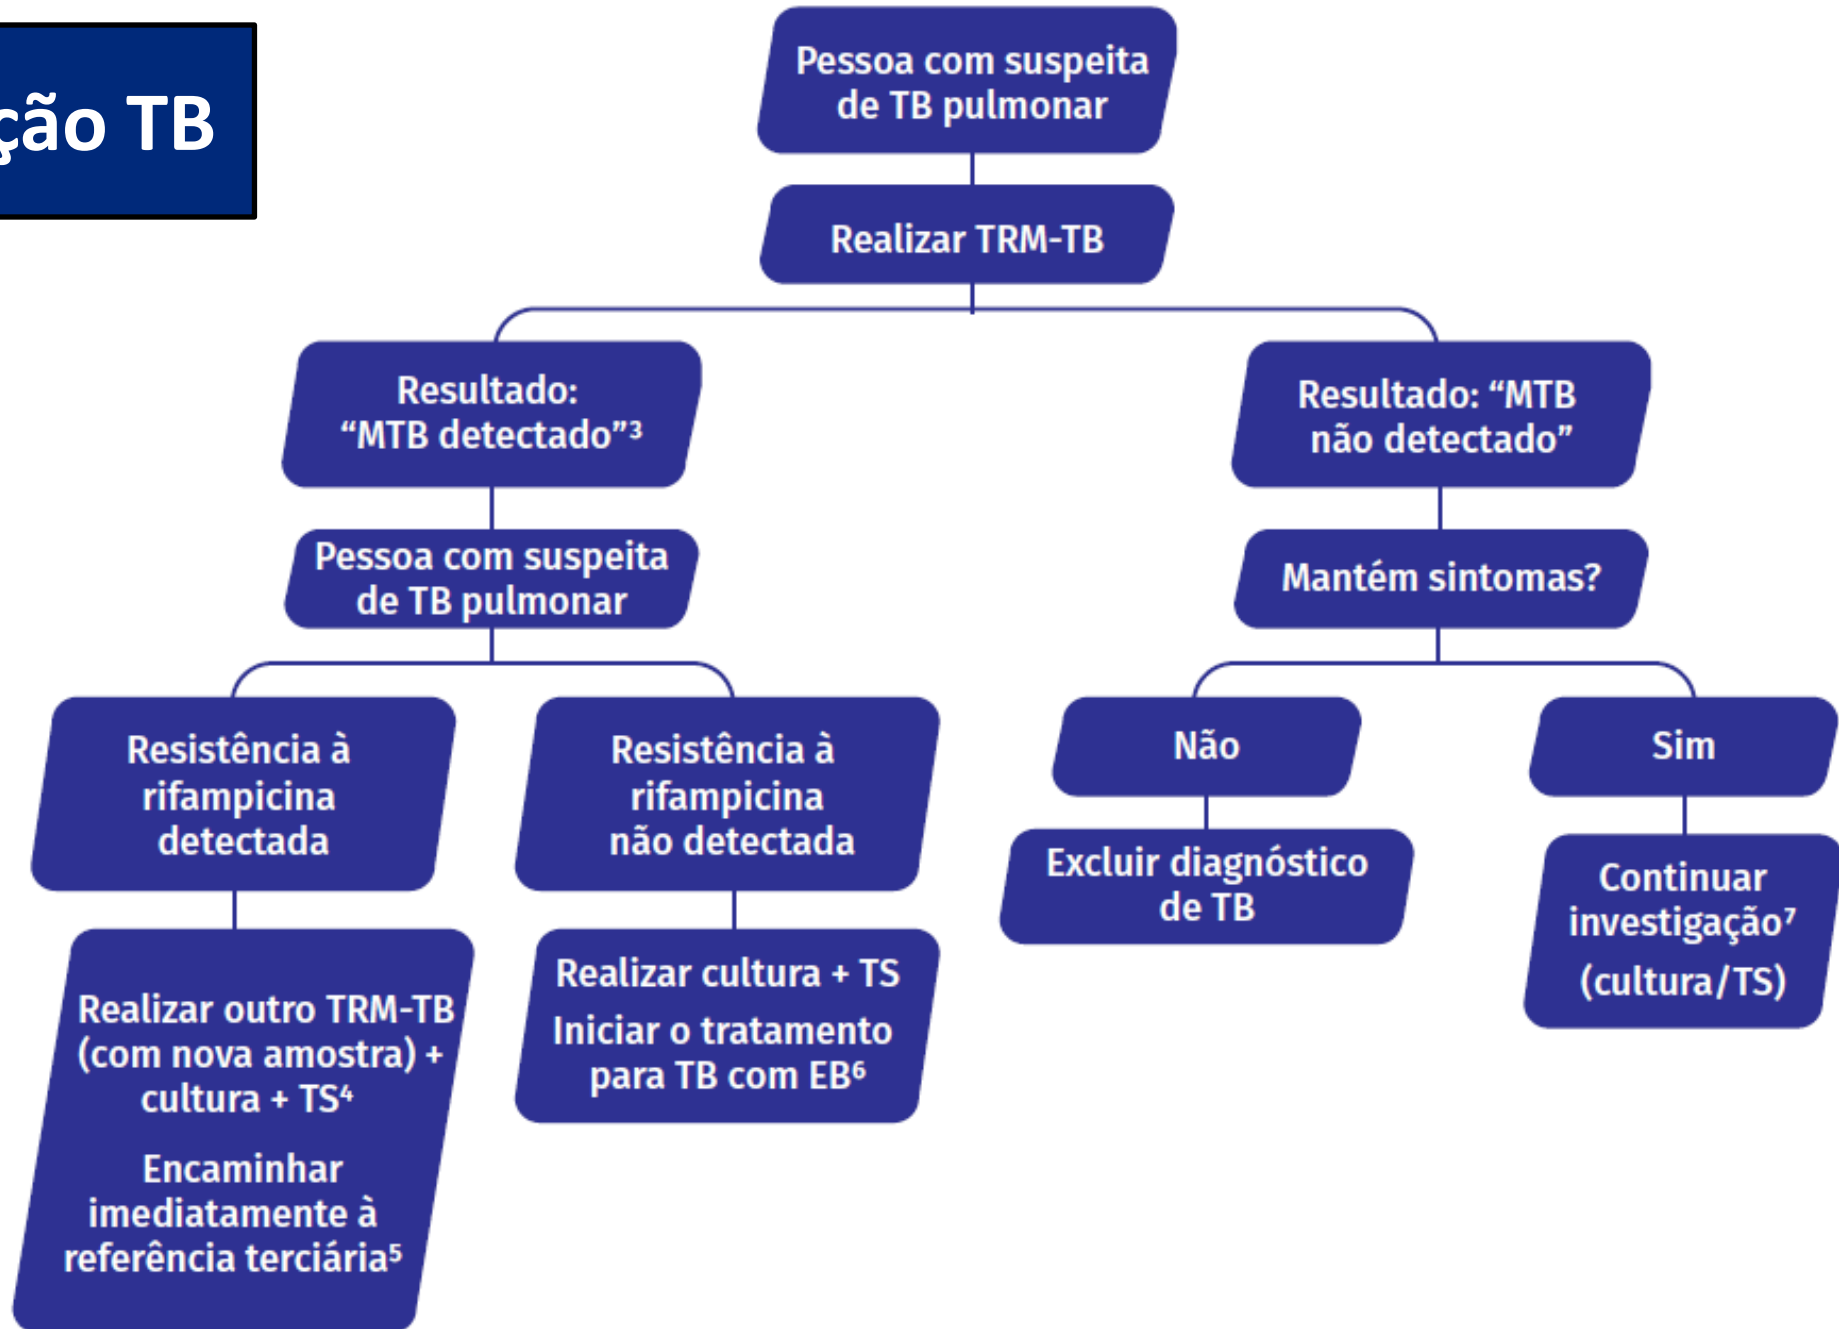 ção TB
Pessoa com suspeita
de TB pulmonar
Realizar TRM-TB
Resultado:
“MTB detectado”³
Resultado: “MTB
não detectado”
Pessoa com suspeita
de TB pulmonar
Mantém sintomas?
Resistência à
rifampicina
detectada
Resistência à
rifampicina
não detectada
Não
Sim
Excluir diagnóstico
de TB
Continuar
investigação⁷
(cultura/TS)
Realizar outro TRM-TB
(com nova amostra) +
cultura + TS⁴
Encaminhar
imediatamente à
referência terciária⁵
Realizar cultura + TS
Iniciar o tratamento
para TB com EB⁶